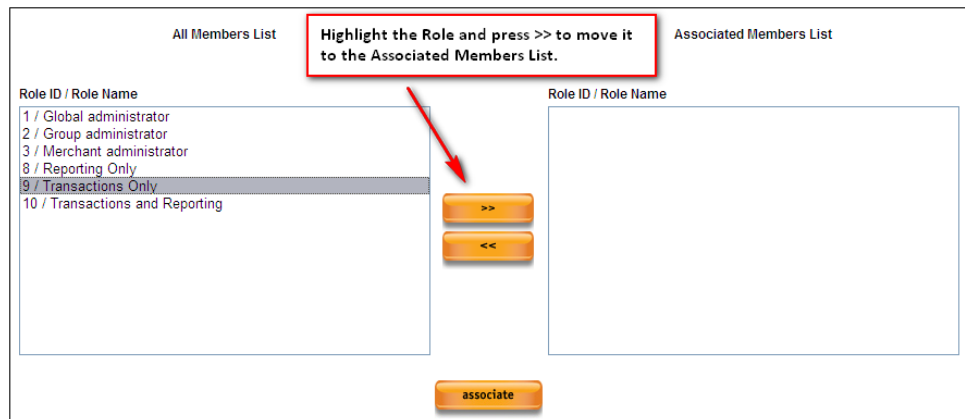 All Members List
Highlight the Role and press >> to move it
to the Associated Members List.
Associated Members List
Role ID / Role Name
Role ID / Role Name
1 / Global administrator
2 / Group administrator
3 / Merchant administrator
8 / Reporting Only
9 / Transactions Only
10 / Transactions and Reporting
>>
<<
associate